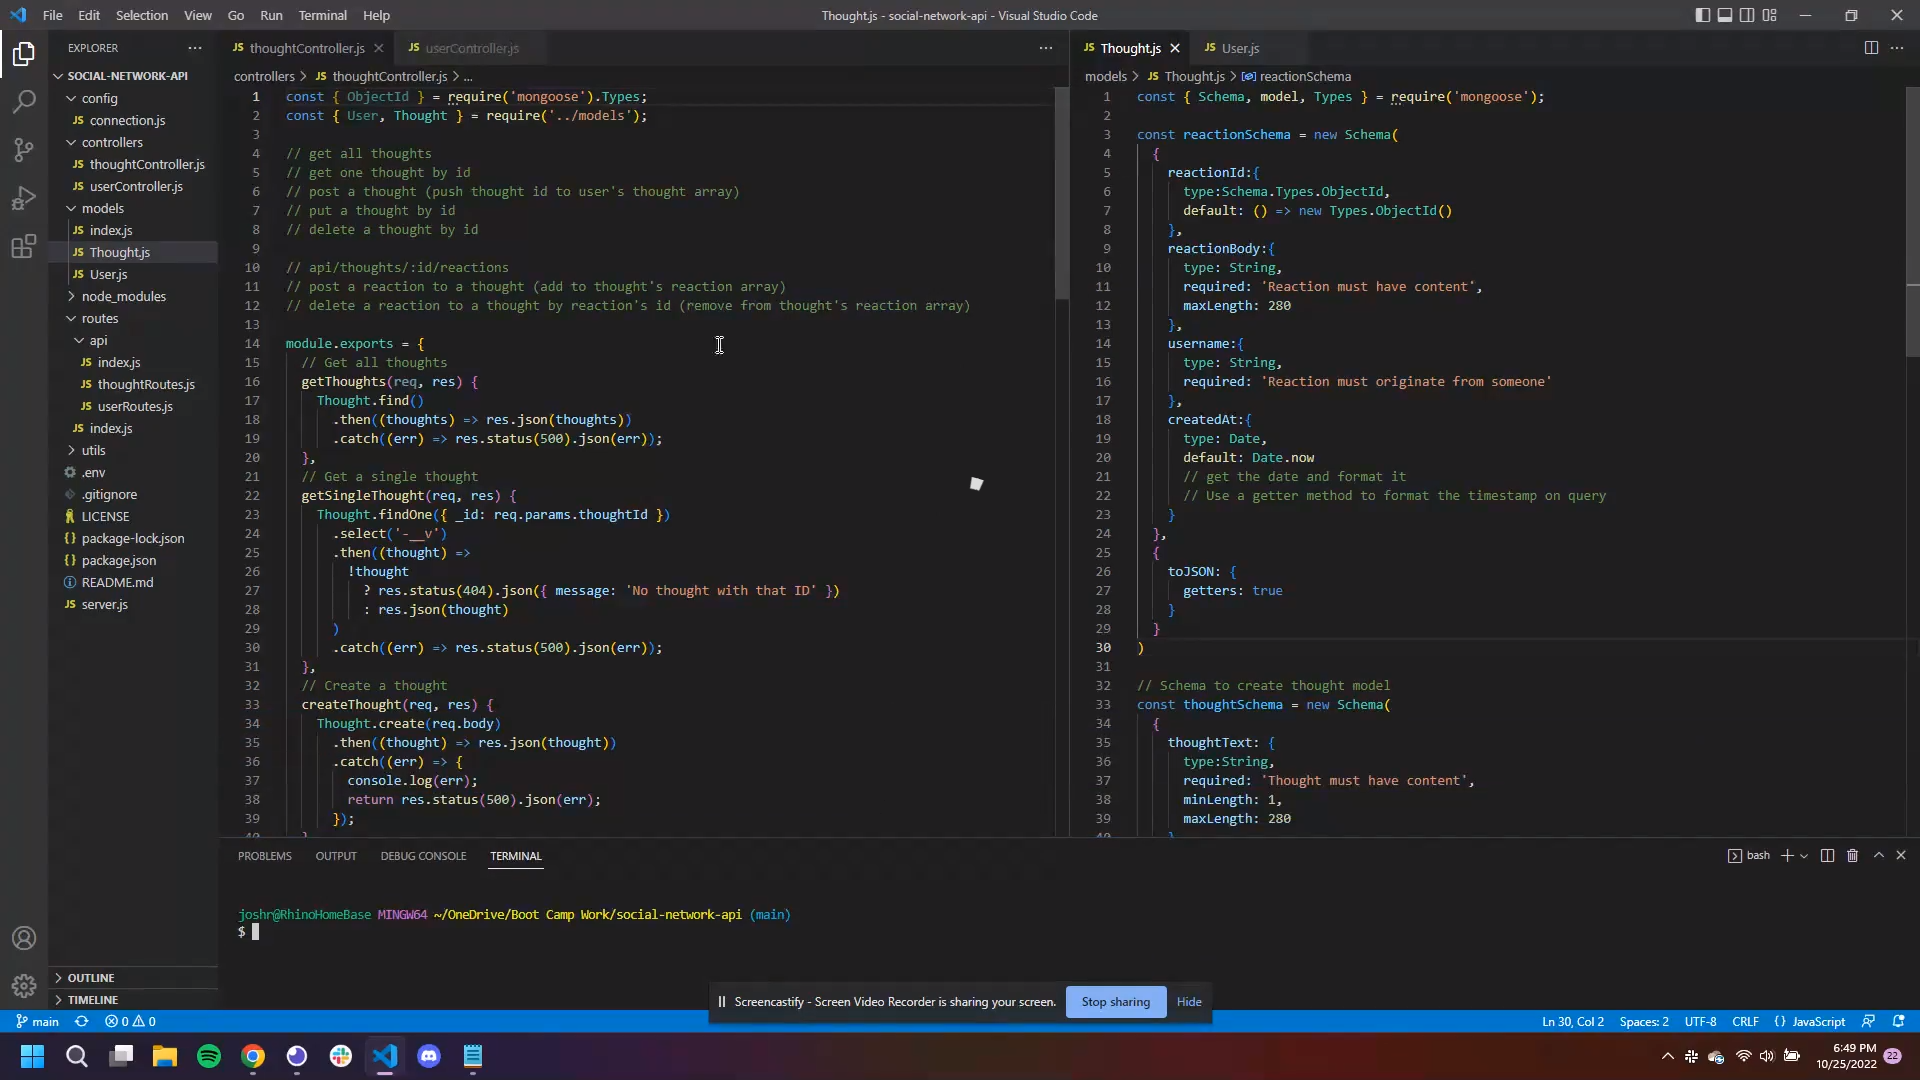 File Edit Selection View Go Run Terminal Help
Thought.js - social-network-api - Visual Studio Code
EXPLORER
SOCIAL-NETWORK-API
config
JS connection.js
controllers
JS thoughtController.js
JS userController.js
models
JS index.js
JS Thought.js
JS User.js
node_modules
routes
api
JS index.js
JS thoughtRoutes.js
JS userRoutes.js
JS index.js
utils
.env
.gitignore
LICENSE
{} package-lock.json
{} package.json
README.md
JS server.js
OUTLINE
TIMELINE
JS thoughtController.js
JS userController.js
controllers > JS thoughtController.js > ...
1 const { ObjectId } = require('mongoose').Types;
2 const { User, Thought } = require('../models');
3
4 // get all thoughts
5 // get one thought by id
6 // post a thought (push thought id to user's thought array)
7 // put a thought by id
8 // delete a thought by id
9
10 // api/thoughts/:id/reactions
11 // post a reaction to a thought (add to thought's reaction array)
12 // delete a reaction to a thought by reaction's id (remove from thought's reaction array)
13
14 module.exports = {
15 // Get all thoughts
16 getThoughts(req, res) {
17 Thought.find()
18 .then((thoughts) => res.json(thoughts))
19 .catch((err) => res.status(500).json(err));
20 },
21 // Get a single thought
22 getSingleThought(req, res) {
23 Thought.findOne({ _id: req.params.thoughtId })
24 .select('-__v')
25 .then((thought) =>
26 !thought
27 ? res.status(404).json({ message: 'No thought with that ID' })
28 : res.json(thought)
29 )
30 .catch((err) => res.status(500).json(err));
31 },
32 // Create a thought
33 createThought(req, res) {
34 Thought.create(req.body)
35 .then((thought) => res.json(thought))
36 .catch((err) => {
37 console.log(err);
38 return res.status(500).json(err);
39 });
40 }
JS Thought.js
JS User.js
models > JS Thought.js > reactionSchema
1 const { Schema, model, Types } = require('mongoose');
2
3 const reactionSchema = new Schema(
4 {
5 reactionId:{
6 type:Schema.Types.ObjectId,
7 default: () => new Types.ObjectId()
8 },
9 reactionBody:{
10 type: String,
11 required: 'Reaction must have content',
12 maxLength: 280
13 },
14 username:{
15 type: String,
16 required: 'Reaction must originate from someone'
17 },
18 createdAt:{
19 type: Date,
20 default: Date.now
21 // get the date and format it
22 // Use a getter method to format the timestamp on query
23 }
24 },
25 {
26 toJSON: {
27 getters: true
28 }
29 }
30 )
31
32 // Schema to create thought model
33 const thoughtSchema = new Schema(
34 {
35 thoughtText: {
36 type:String,
37 required: 'Thought must have content',
38 minLength: 1,
39 maxLength: 280
40 }
PROBLEMS OUTPUT DEBUG CONSOLE TERMINAL
bash
joshr@RhinoHomeBase MINGW64 ~/OneDrive/Boot Camp Work/social-network-api (main)
$
Screencastify - Screen Video Recorder is sharing your screen. Stop sharing Hide
main 0 0
Ln 30, Col 2 Spaces: 2 UTF-8 CRLF {} JavaScript
6:49 PM
10/25/2022
22